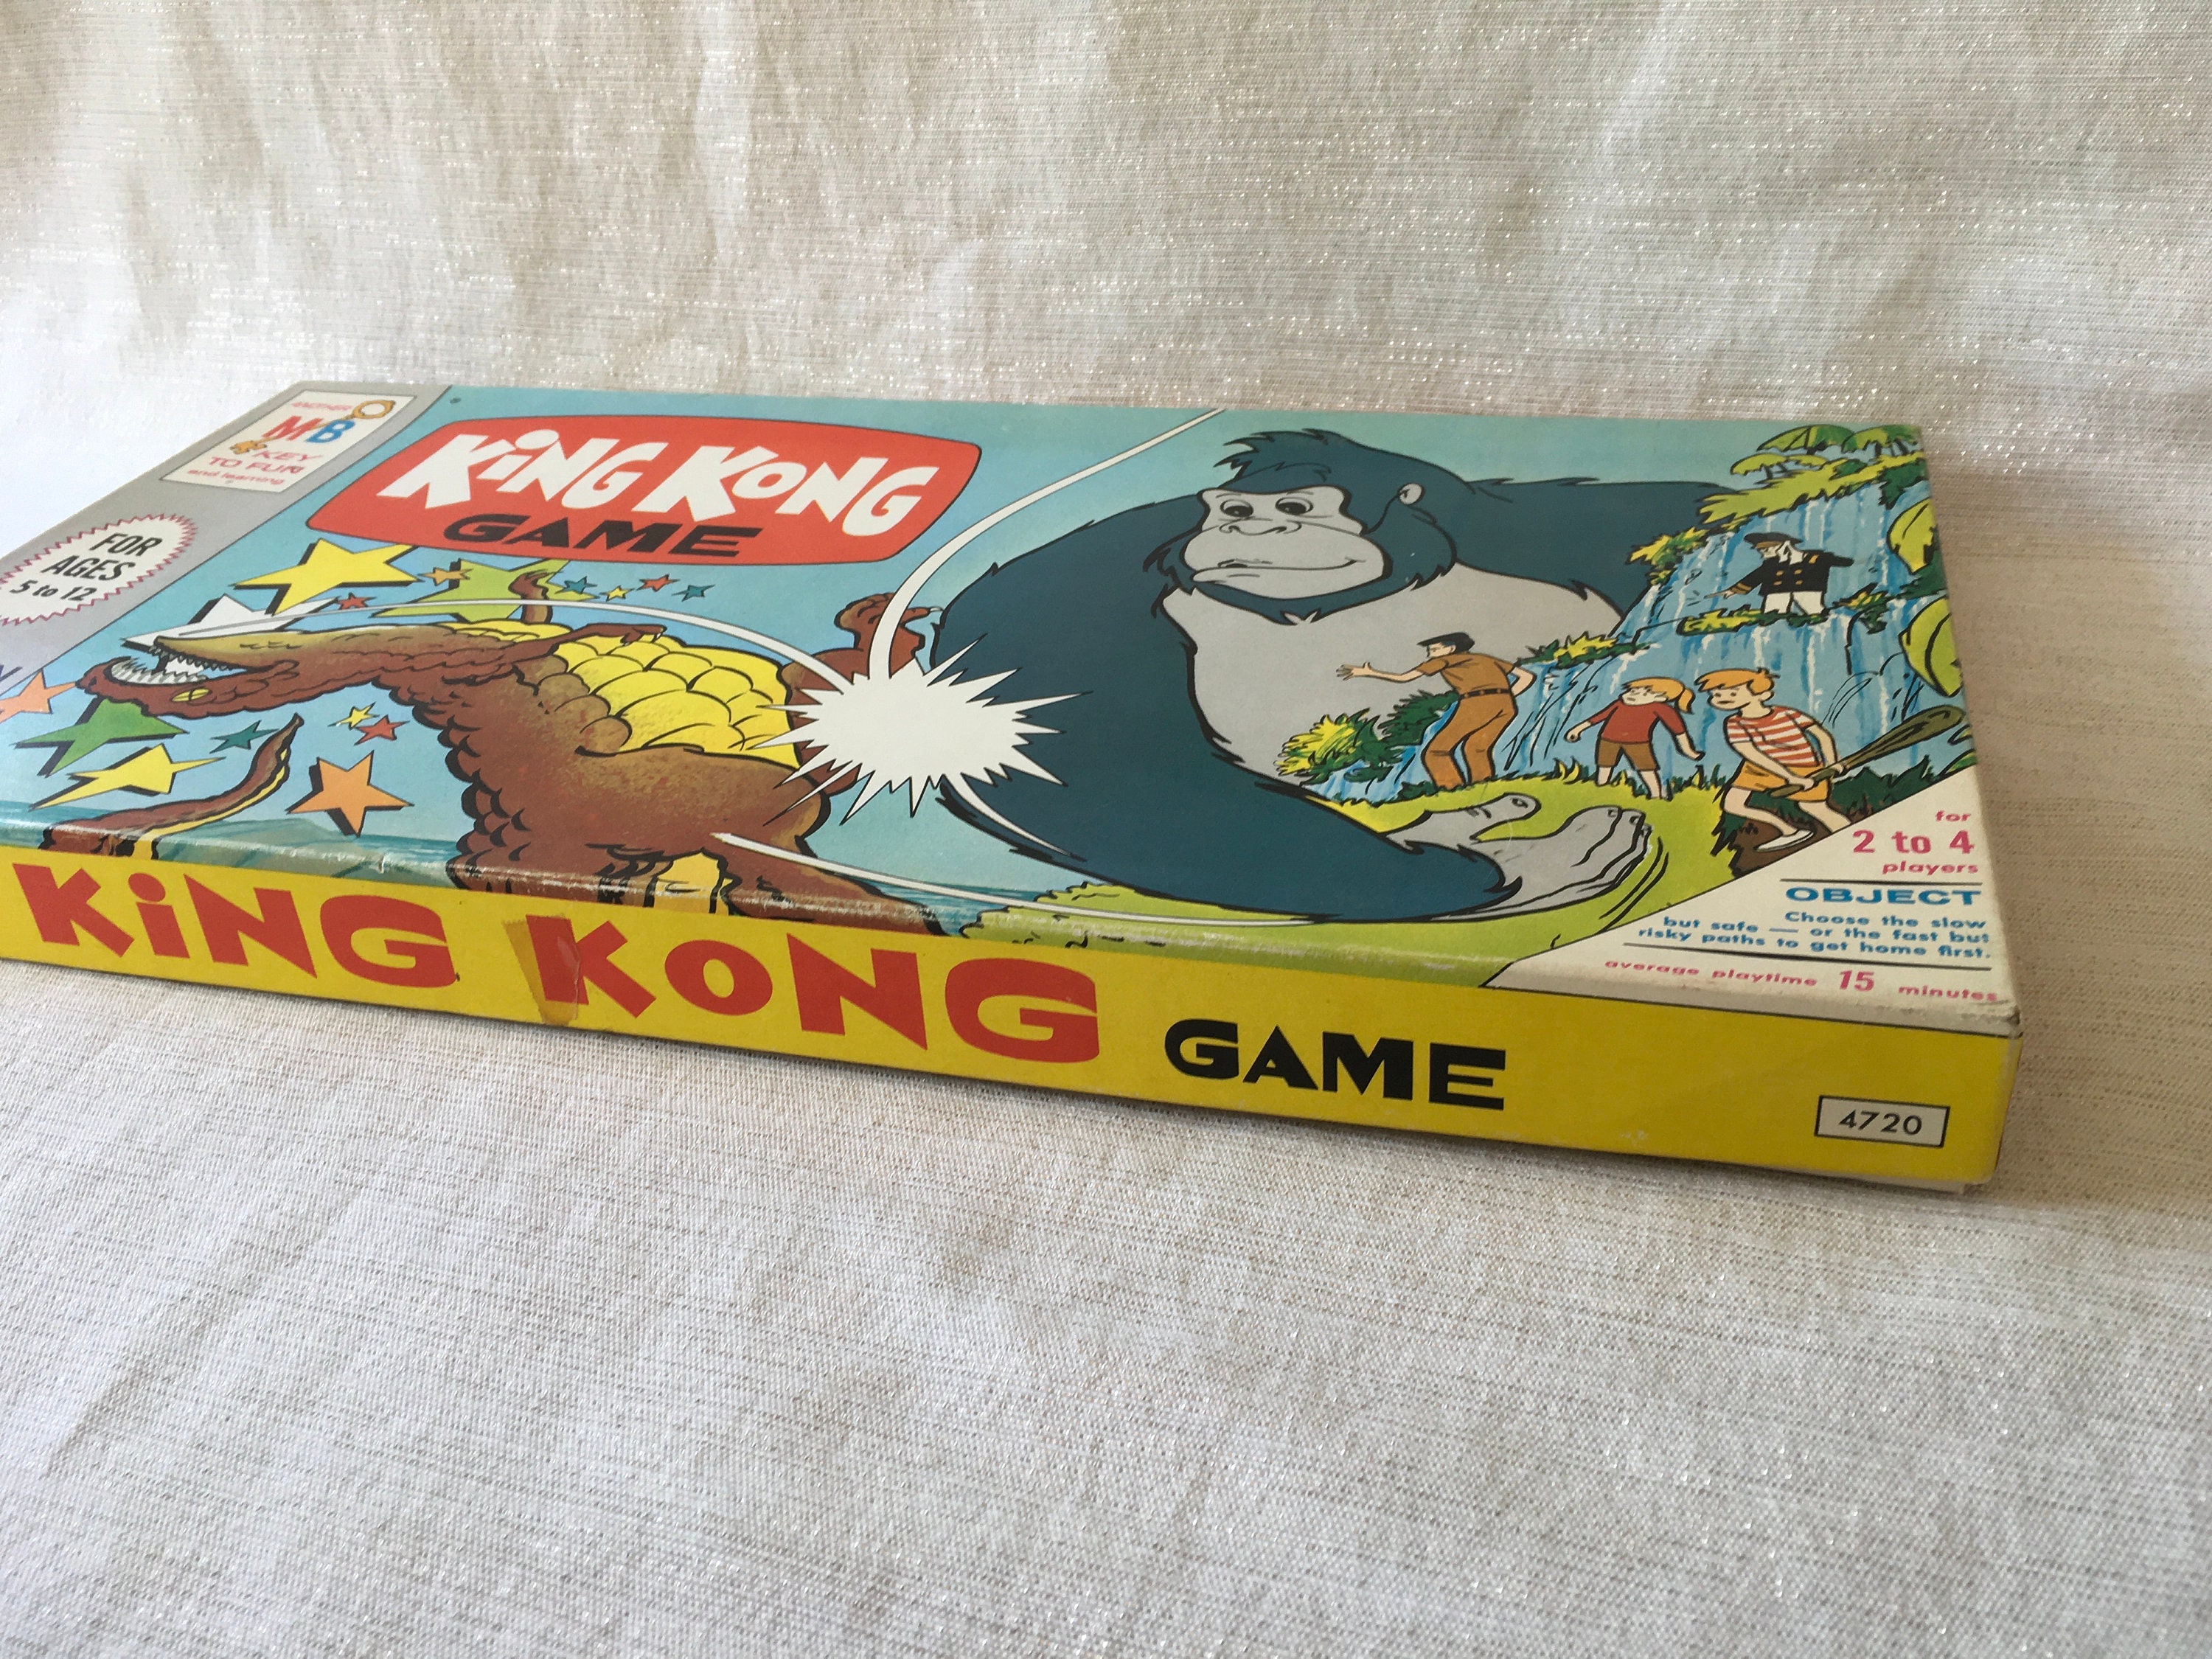 ANOTHER
MB
KEY
TO FUN
and learning
FOR
AGES
5 to 12
KiNG KoNG
GAME
for
2 to 4
players
OBJECT
Choose the slow
but safe — or the fast but
risky paths to get home first.
average playtime 15 minutes
KiNG KoNG GAME
4720